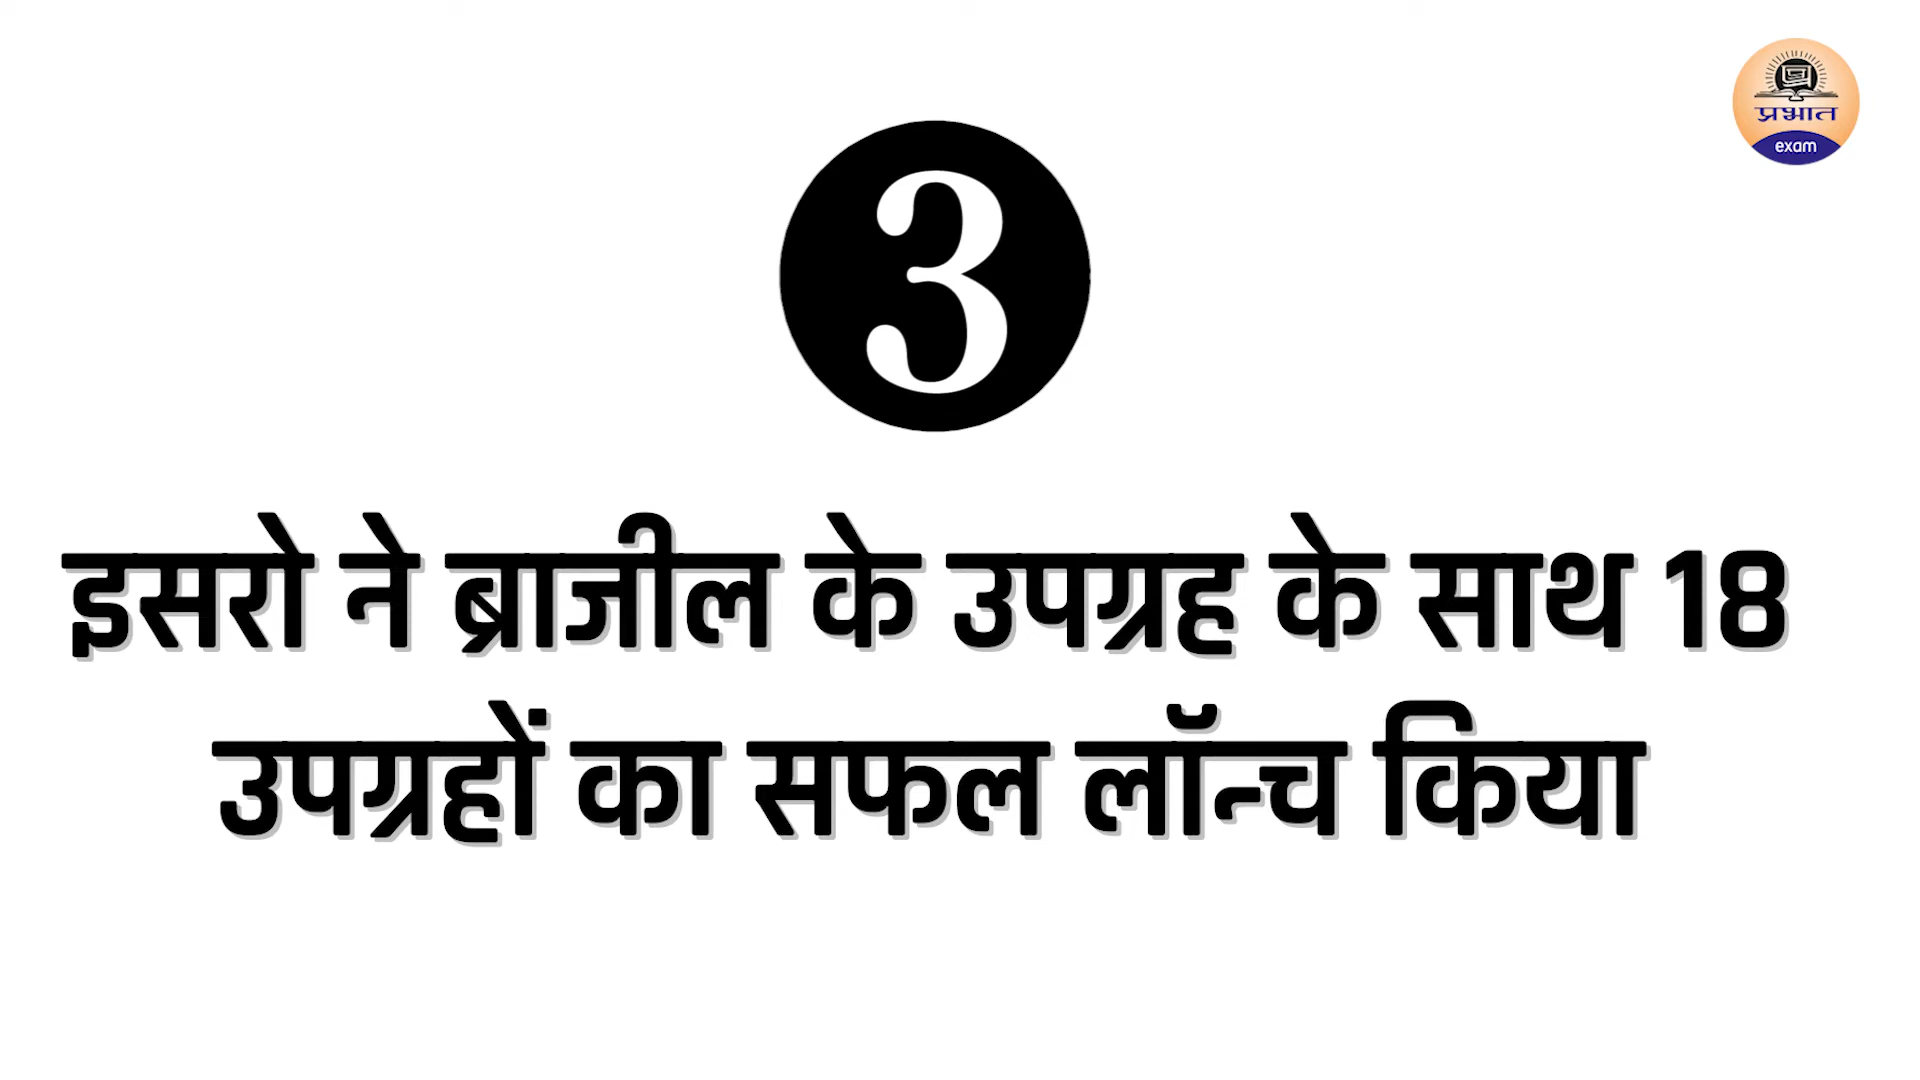 प्रभात
exam
3
इसरो ने ब्राजील के उपग्रह के साथ 18
उपग्रहों का सफल लॉन्च किया